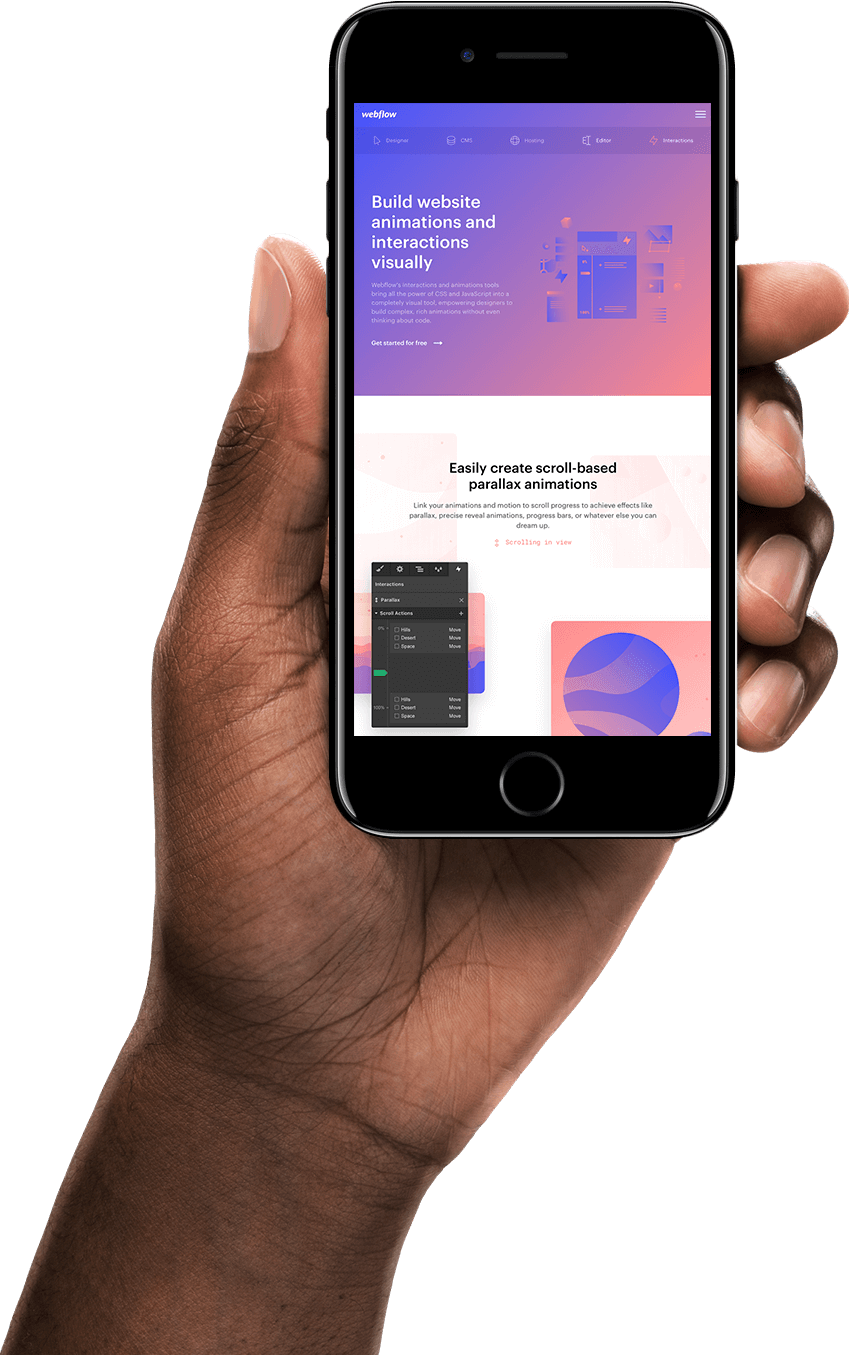 webflow
Designer CMS Hosting Editor Interactions
Build website
animations and
interactions
visually
Webflow's interactions and animations tools
bring all the power of CSS and JavaScript into a
completely visual tool, empowering designers to
build complex, rich animations without even
thinking about code.
Get started for free
Easily create scroll-based
parallax animations
Link your animations and motion to scroll progress to achieve effects like
parallax, precise reveal animations, progress bars, or whatever else you can
dream up.
Scrolling in view
Interactions
Parallax
Scroll Actions
0% Hills Move
Desert Move
Space Move
Hills Move
100% Desert Move
Space Move